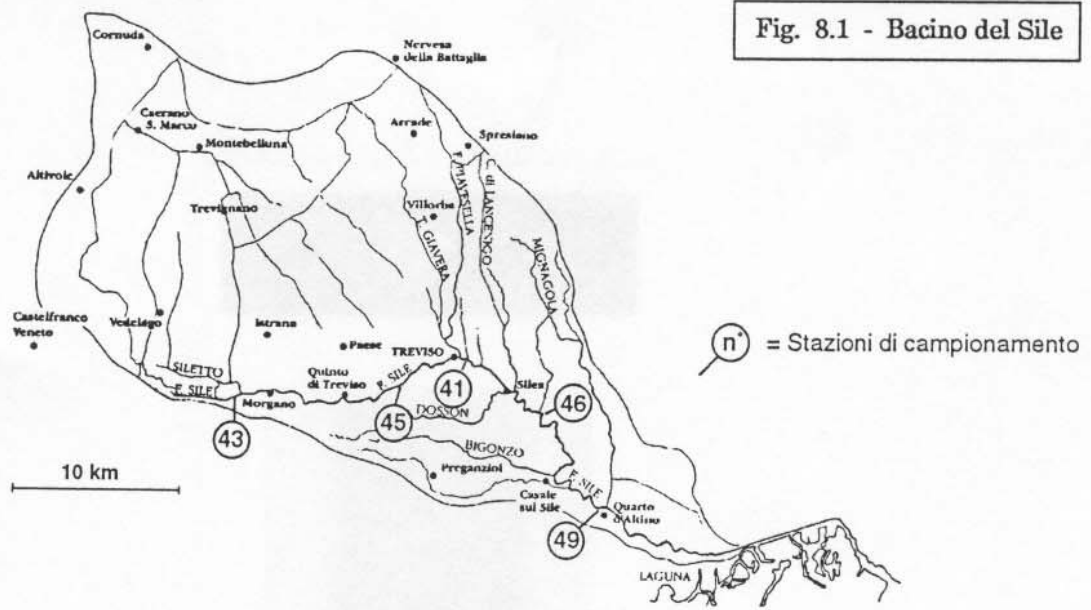 Fig. 8.1 - Bacino del Sile
Cornuda
Nervesa
della Battaglia
Caerano
S. Marco
Montebelluna
Arcade
Spresiano
Altivole
Trevignano
Villorba
F. PIAVESELLA
C. di LANCENIGO
T. GIAVERA
MIGNAGOLA
Castelfranco
Veneto
Vedelago
Istrana
Paese
TREVISO
n° = Stazioni di campionamento
SILETTO
F. SILE
Quinto
di Treviso
F. SILE
Morgano
41
Silea
46
43
45
DOSSON
BIGONZO
10 km
Preganziol
Casale
sul Sile
F. SILE
Quarto
d'Altino
49
LAGUNA